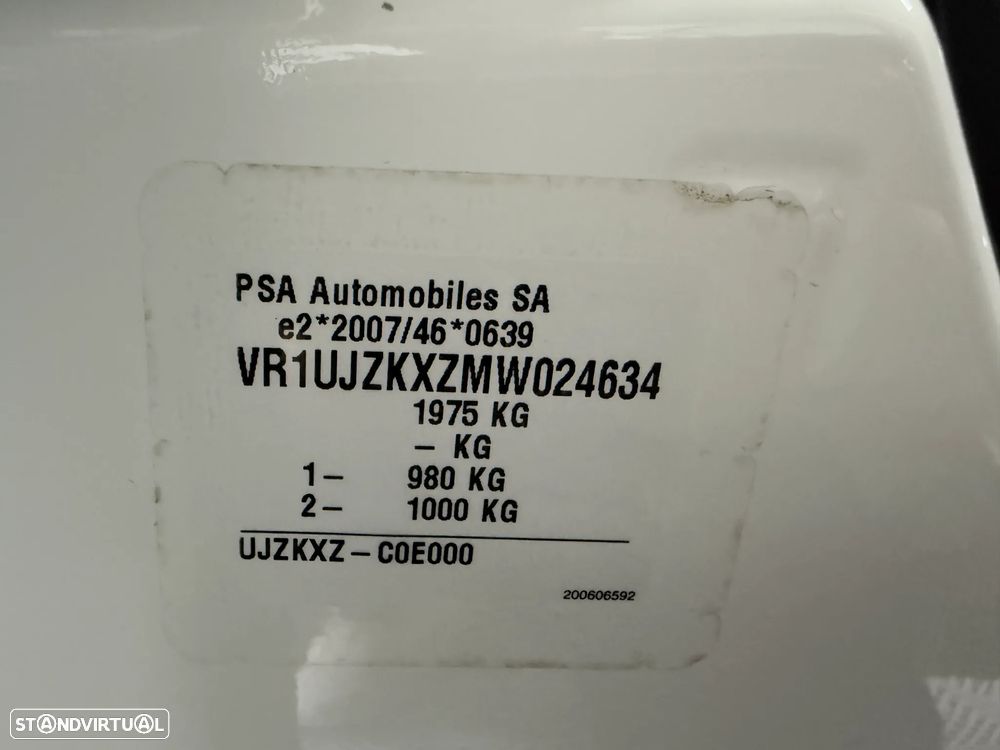 PSA Automobiles SA
e2*2007/46*0639
VR1UJZKXZMW024634
1975 KG
– KG
1– 980 KG
2– 1000 KG
UJZKXZ – C0E000
200606592
STANDVIRTUAL